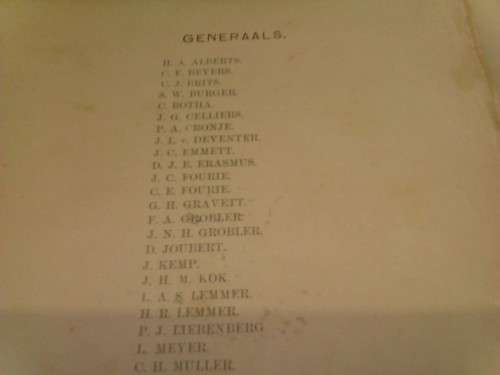 GENERAALS.
H. A. ALBERTS.
C. F. BEYERS.
C. J. BRITS.
S. W. BURGER.
C. BOTHA.
J. G. CELLIERS.
P. A. CRONJE.
J. L. v. DEVENTER.
J. C. EMMETT.
D. J. E. ERASMUS.
J. C. FOURIE.
C. E. FOURIE.
G. H. GRAVETT.
F. A. GROBLER.
J. N. H. GROBLER.
D. JOUBERT.
J. KEMP.
J. H. M. KOK.
L. A. S. LEMMER.
H. R. LEMMER.
P. J. LIEBENBERG
L. MEYER.
C. H. MULLER.